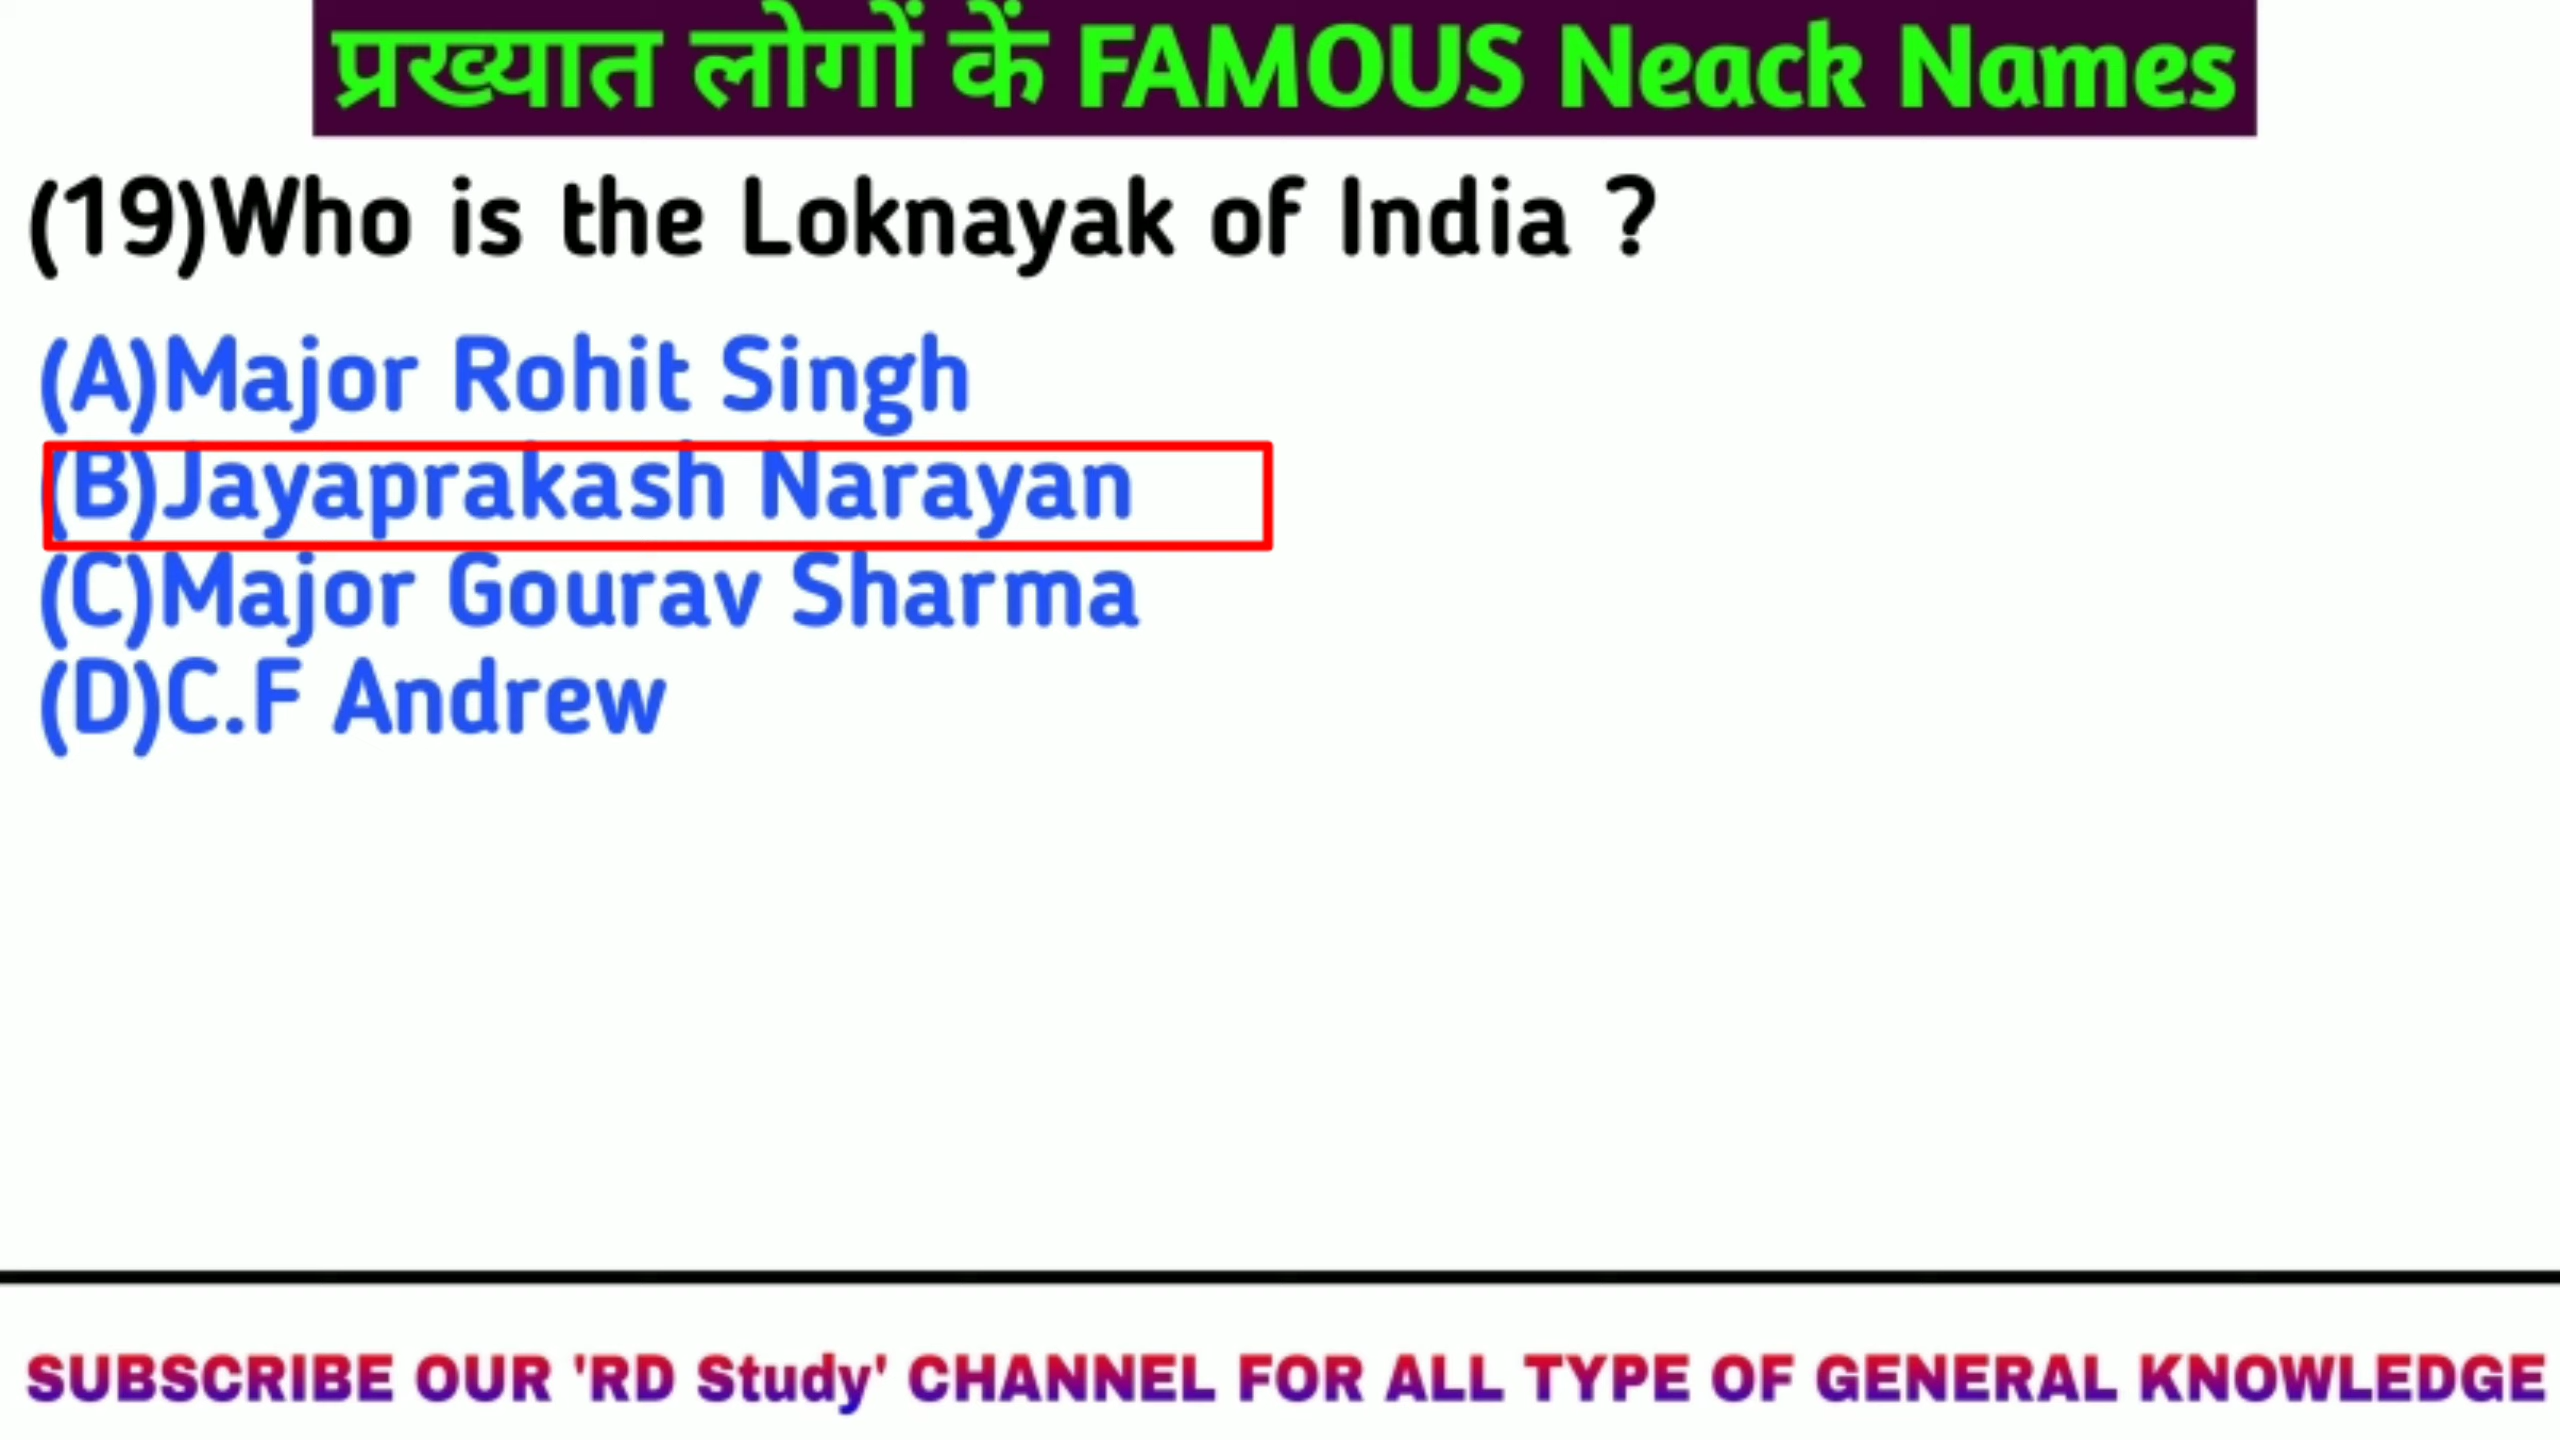 प्रख्यात लोगों कें FAMOUS Neack Names
(19)Who is the Loknayak of India ?
(A)Major Rohit Singh
(B)Jayaprakash Narayan
(C)Major Gourav Sharma
(D)C.F Andrew
SUBSCRIBE OUR 'RD Study' CHANNEL FOR ALL TYPE OF GENERAL KNOWLEDGE